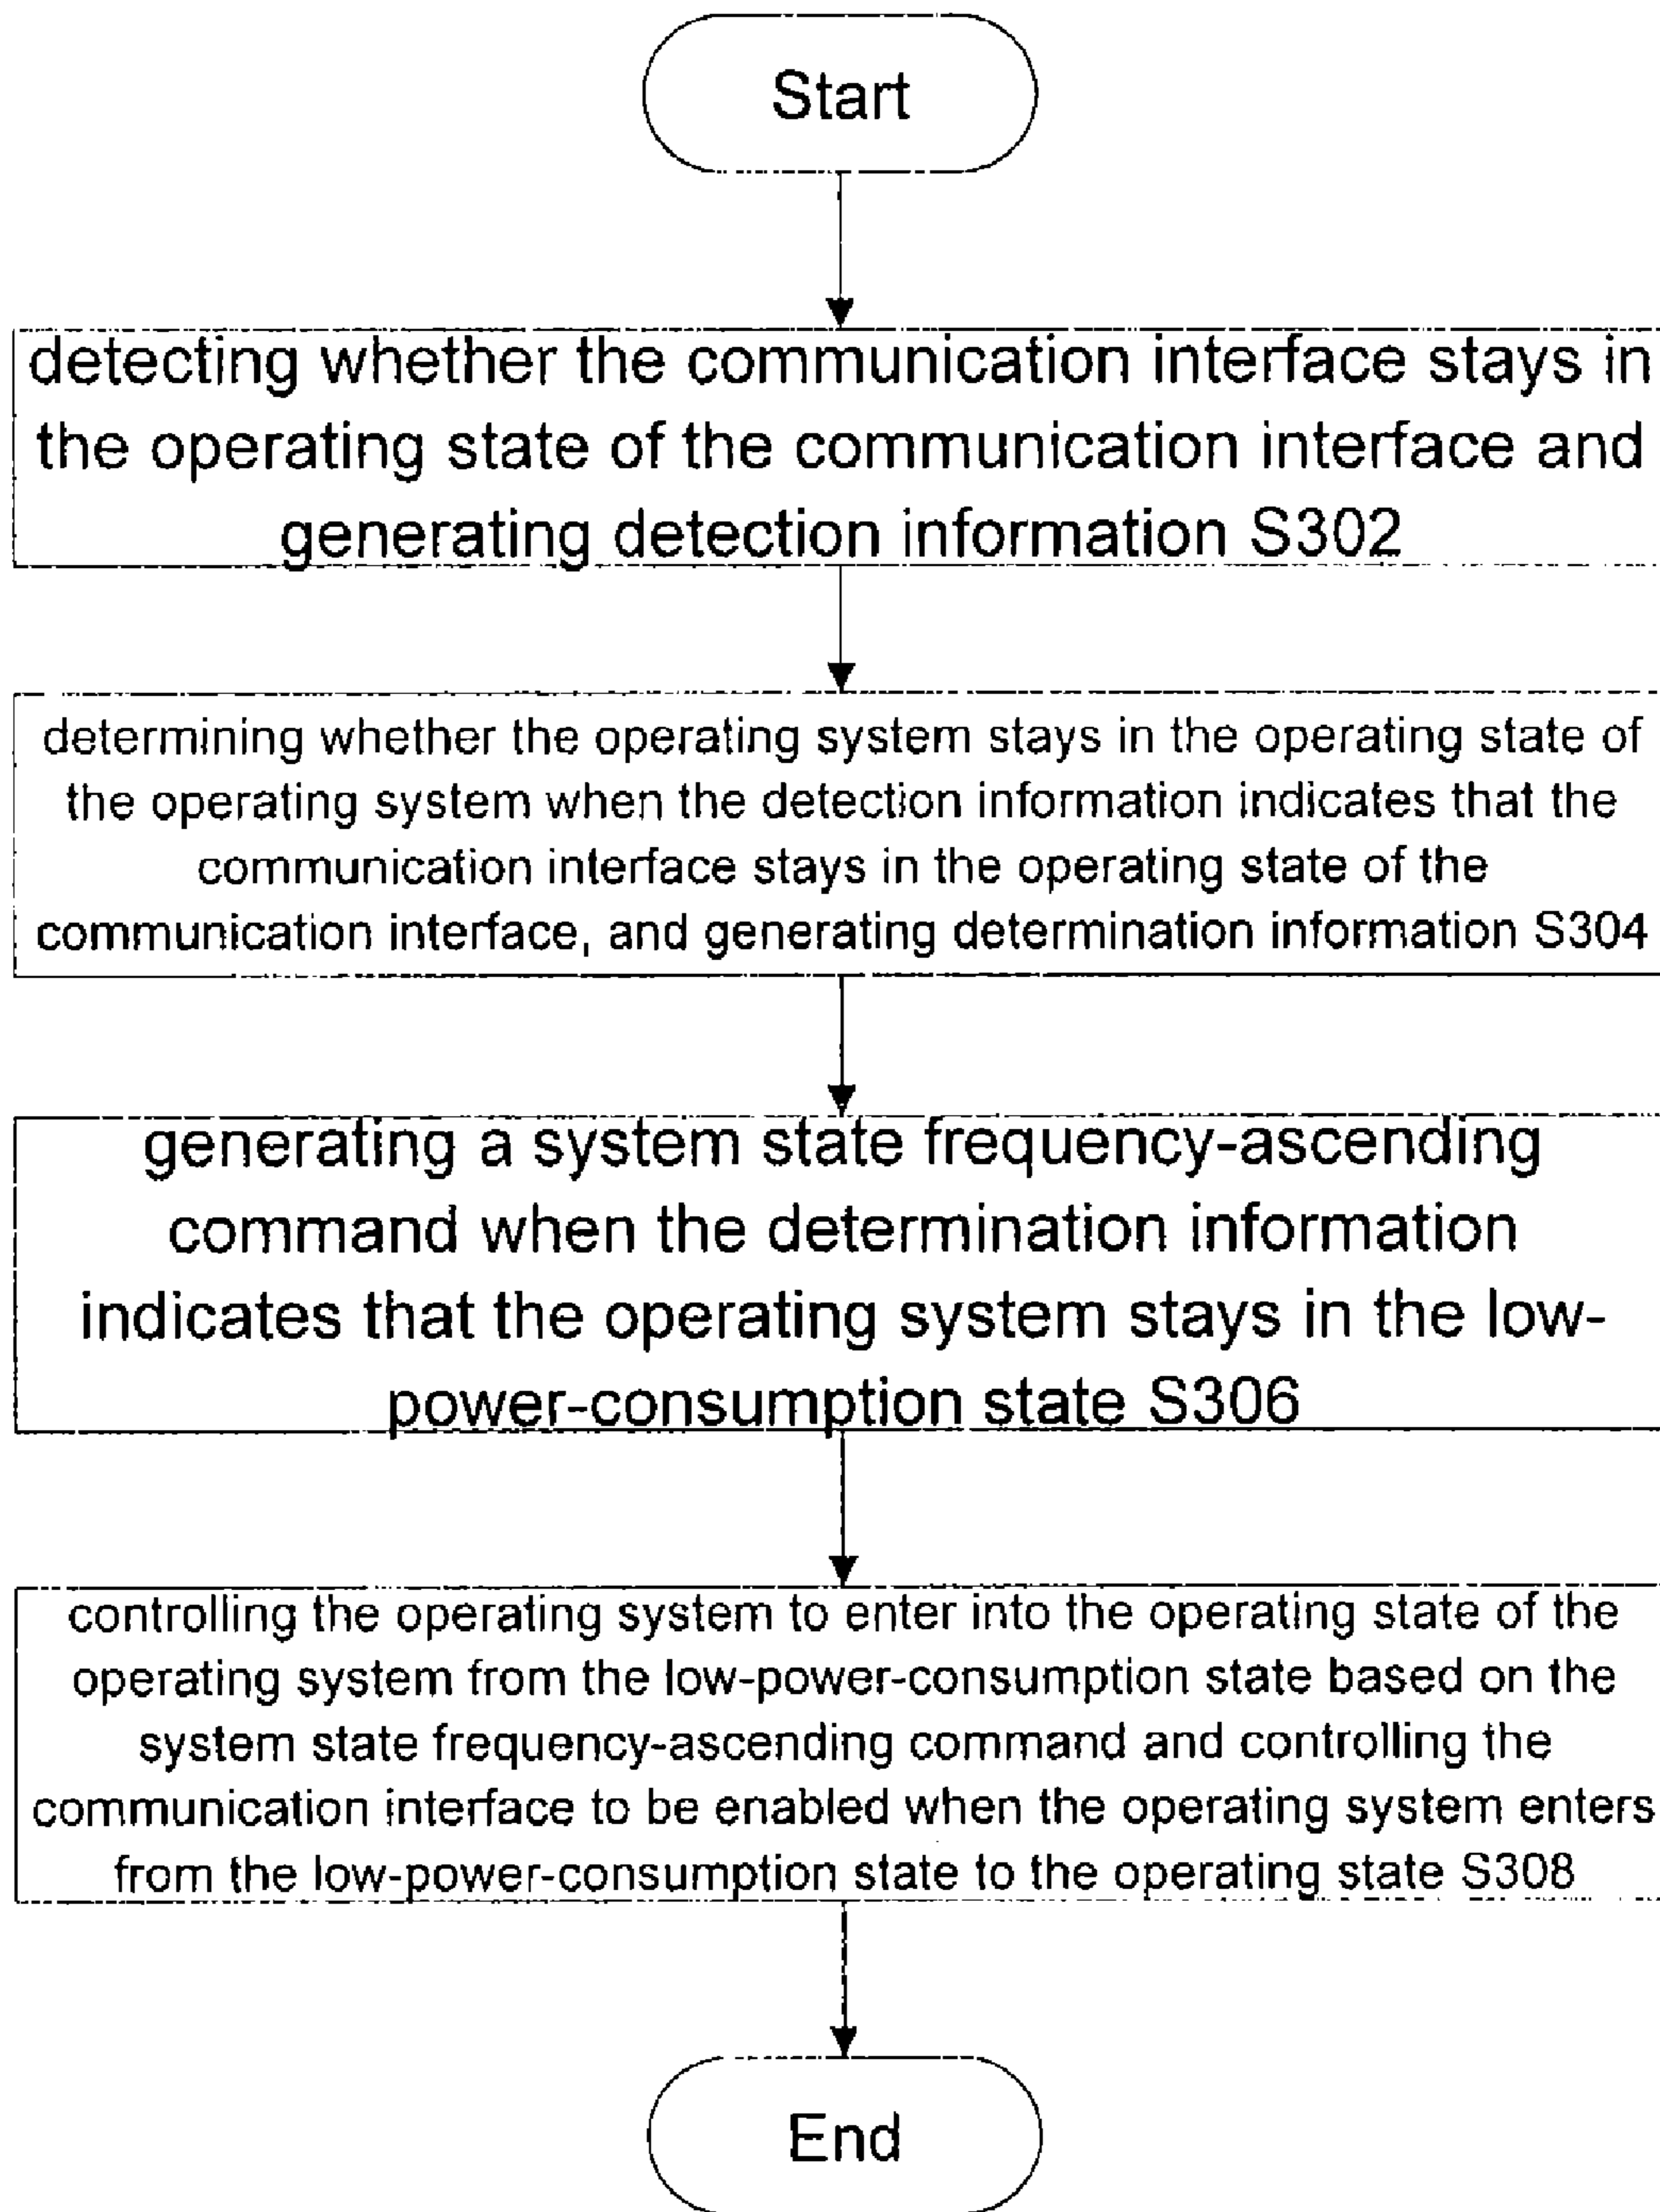 Start
detecting whether the communication interface stays in
the operating state of the communication interface and
generating detection information S302
determining whether the operating system stays in the operating state of
the operating system when the detection information indicates that the
communication interface stays in the operating state of the
communication interface, and generating determination information S304
generating a system state frequency-ascending
command when the determination information
indicates that the operating system stays in the low-
power-consumption state S306
controlling the operating system to enter into the operating state of the
operating system from the low-power-consumption state based on the
system state frequency-ascending command and controlling the
communication interface to be enabled when the operating system enters
from the low-power-consumption state to the operating state S308
End